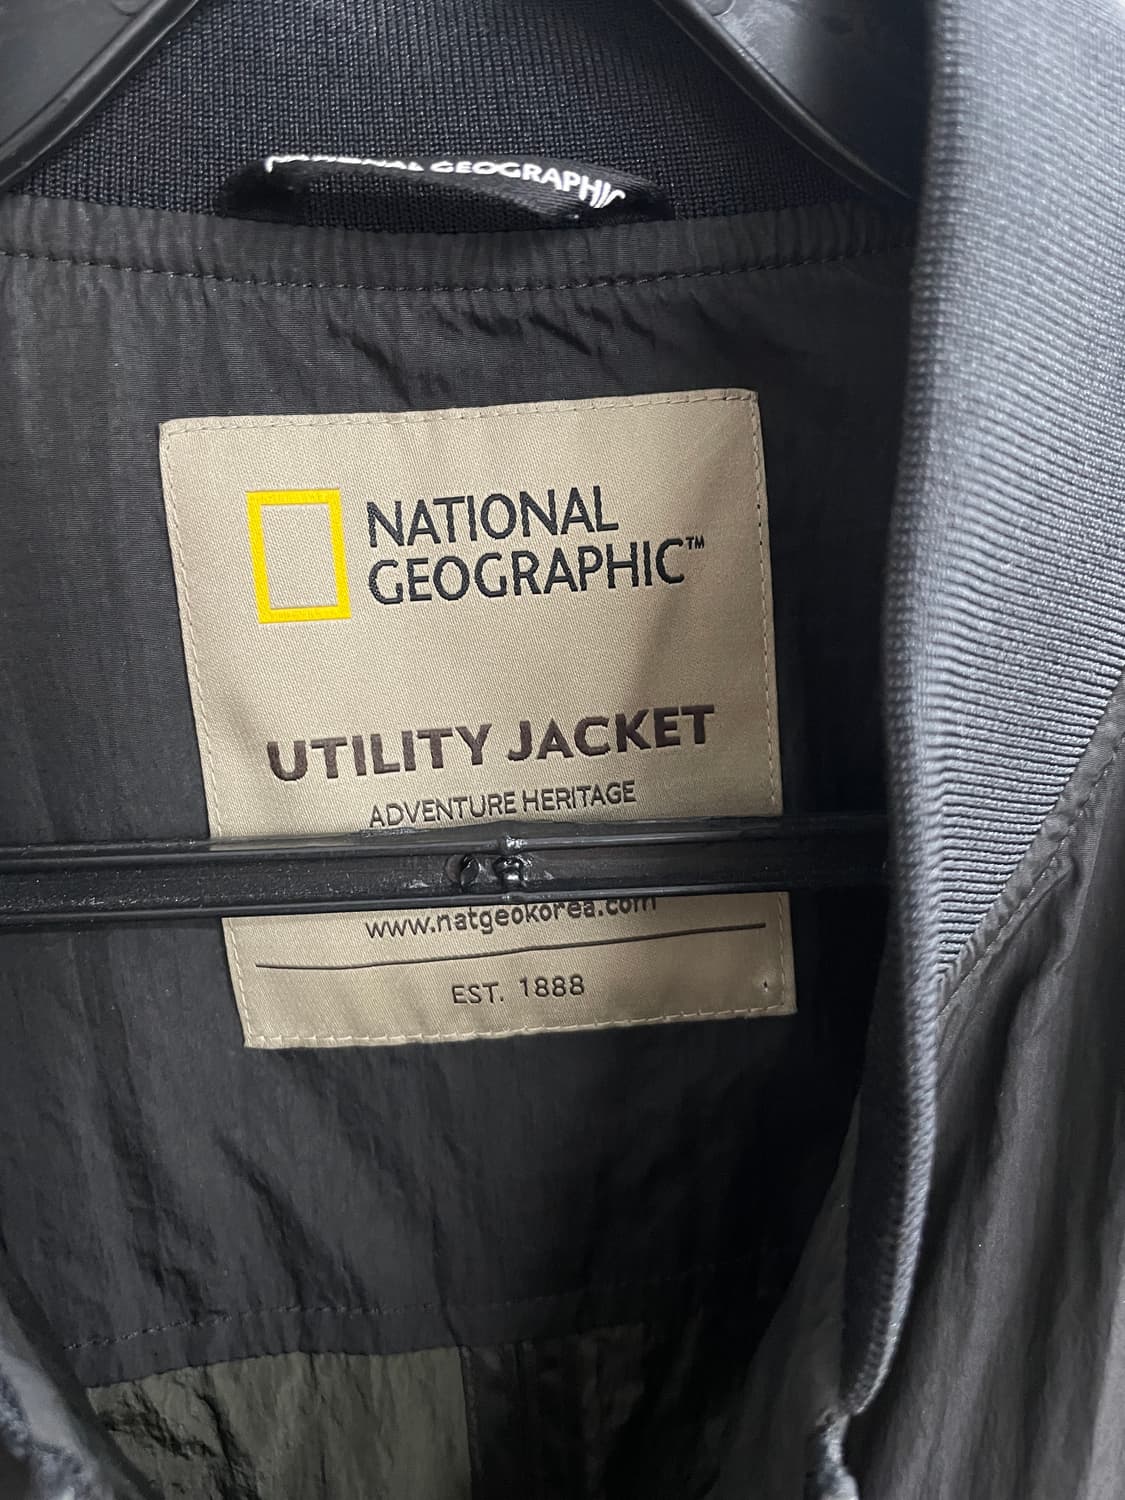 NATIONAL GEOGRAPHIC
NATIONAL
GEOGRAPHIC™
UTILITY JACKET
ADVENTURE HERITAGE
www.natgeokorea.com
EST. 1888